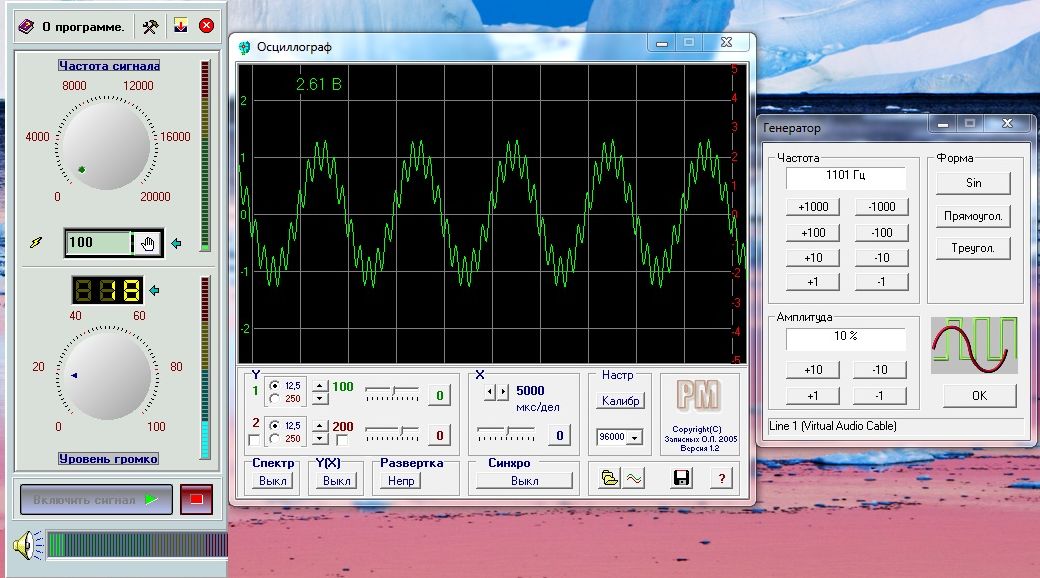 О программе.
Частота сигнала
8000 12000
4000 16000
0 20000
100
18
40 60
20 80
0 100
Уровень громко
Включить сигнал
Осциллограф
2.61 В
2
1
0
-1
-2
5
4
3
2
1
0
-1
-2
-3
-4
-5
Y
1 12,5 100
250 0
2 12,5 200
250 0
X
5000
мкс/дел
0
Настр
Калибр
96000
PM
Copyright(C)
Записных О.Л. 2005
Версия 1.2
Спектр Y(X) Развертка Синхро
Выкл Выкл Непр Выкл
?
Генератор
Частота Форма
1101 Гц
+1000 -1000
+100 -100
+10 -10
+1 -1
Sin
Прямоугол.
Треугол.
Амплитуда
10 %
+10 -10
+1 -1
OK
Line 1 (Virtual Audio Cable)